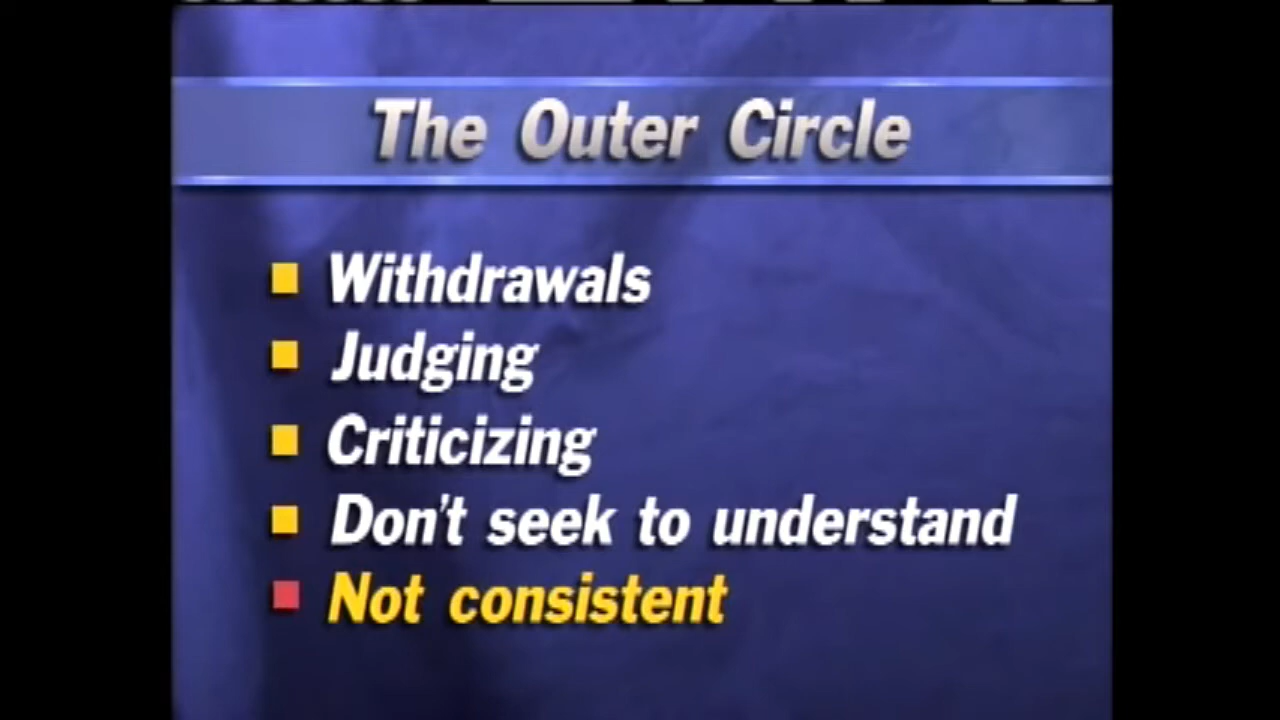 The Outer Circle
Withdrawals
Judging
Criticizing
Don't seek to understand
Not consistent